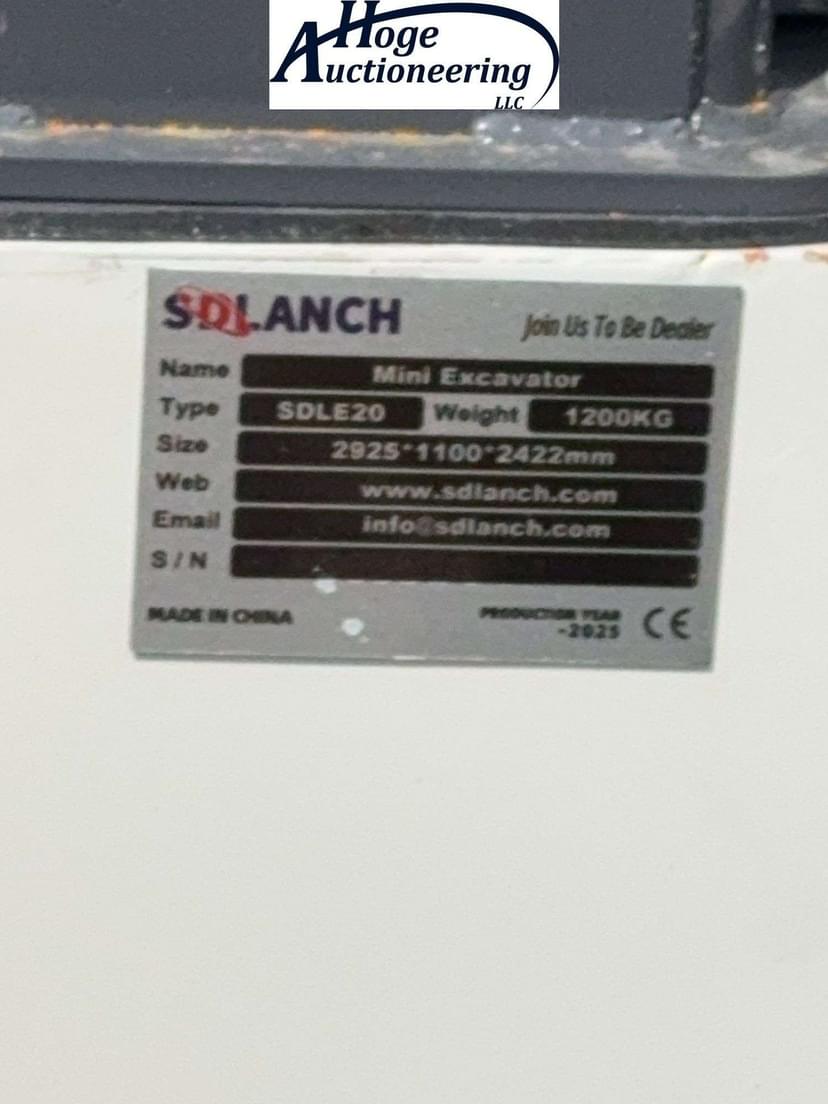 Hoge
Auctioneering
LLC
SDLANCH
Join Us To Be Dealer
Name Mini Excavator
Type SDLE20 Weight 1200KG
Size 2925*1100*2422mm
Web www.sdlanch.com
Email info@sdlanch.com
S/N
MADE IN CHINA
PRODUCTION YEAR
-2025
CE